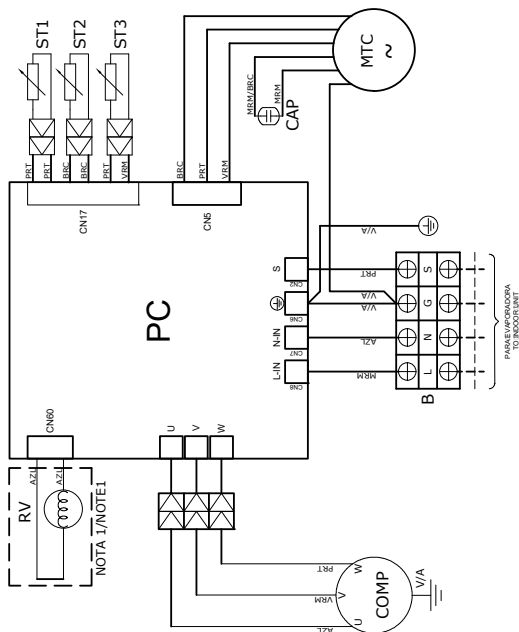 ST1
ST2
ST3
PRT
PRT
BRC
BRC
PRT
VRM
CN17
BRC
PRT
VRM
CN5
MTC
~
MRM/BRC
MRM
CAP
PC
V/A
S
CN2
PRT
CN6
V/A
V/A
N-IN
CN7
AZL
L-IN
CN8
MRM
S
G
N
L
B
PARA EVAPORADORA
TO INDOOR UNIT
CN60
AZL
AZL
RV
NOTA 1/NOTE1
U
V
W
PRT
VRM
AZL
W
V
U
COMP
V/A